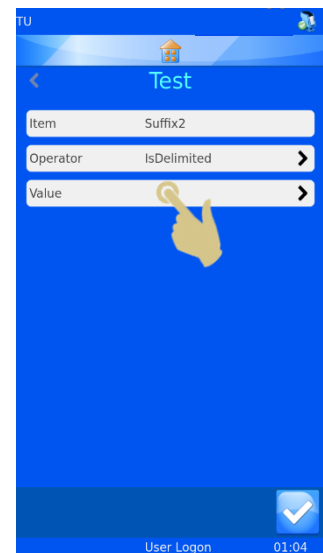 TU
Test
Item Suffix2
Operator IsDelimited
Value
User Logon 01:04